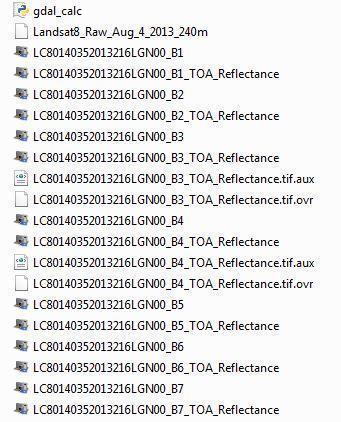 gdal_calc
Landsat8_Raw_Aug_4_2013_240m
LC80140352013216LGN00_B1
LC80140352013216LGN00_B1_TOA_Reflectance
LC80140352013216LGN00_B2
LC80140352013216LGN00_B2_TOA_Reflectance
LC80140352013216LGN00_B3
LC80140352013216LGN00_B3_TOA_Reflectance
LC80140352013216LGN00_B3_TOA_Reflectance.tif.aux
LC80140352013216LGN00_B3_TOA_Reflectance.tif.ovr
LC80140352013216LGN00_B4
LC80140352013216LGN00_B4_TOA_Reflectance
LC80140352013216LGN00_B4_TOA_Reflectance.tif.aux
LC80140352013216LGN00_B4_TOA_Reflectance.tif.ovr
LC80140352013216LGN00_B5
LC80140352013216LGN00_B5_TOA_Reflectance
LC80140352013216LGN00_B6
LC80140352013216LGN00_B6_TOA_Reflectance
LC80140352013216LGN00_B7
LC80140352013216LGN00_B7_TOA_Reflectance